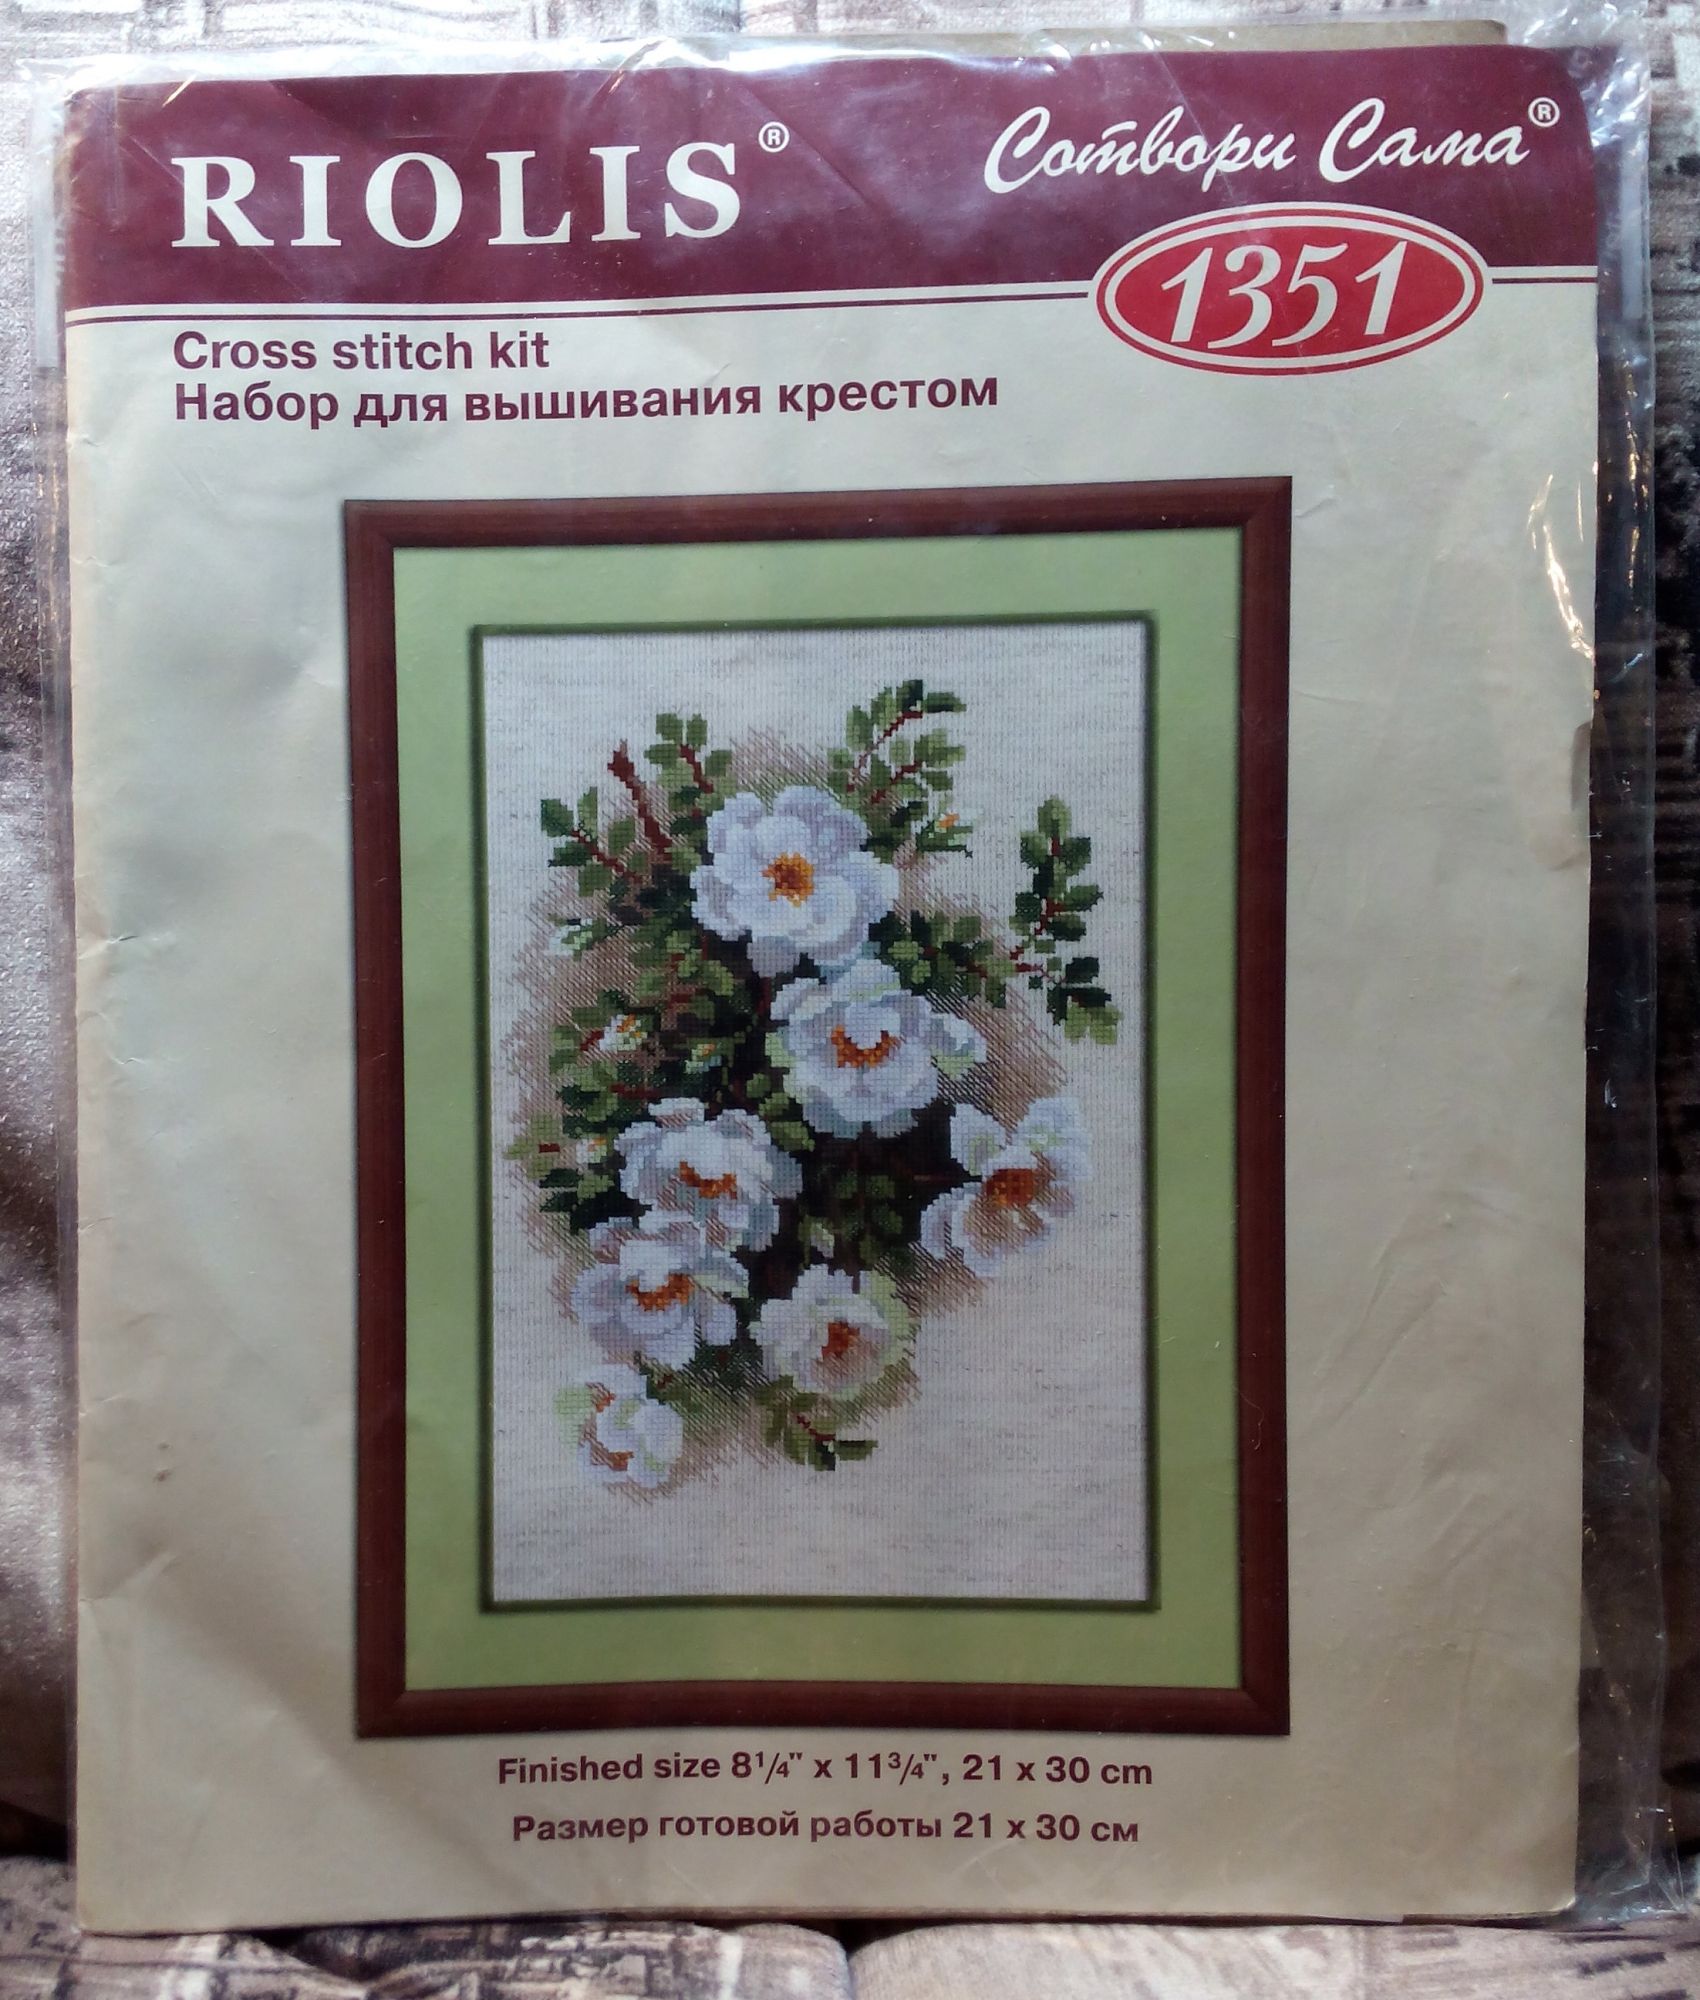 RIOLIS®
Сотвори Сама®
1351
Cross stitch kit
Набор для вышивания крестом
Finished size 8¹/₄" x 11³/₄", 21 x 30 cm
Размер готовой работы 21 x 30 см